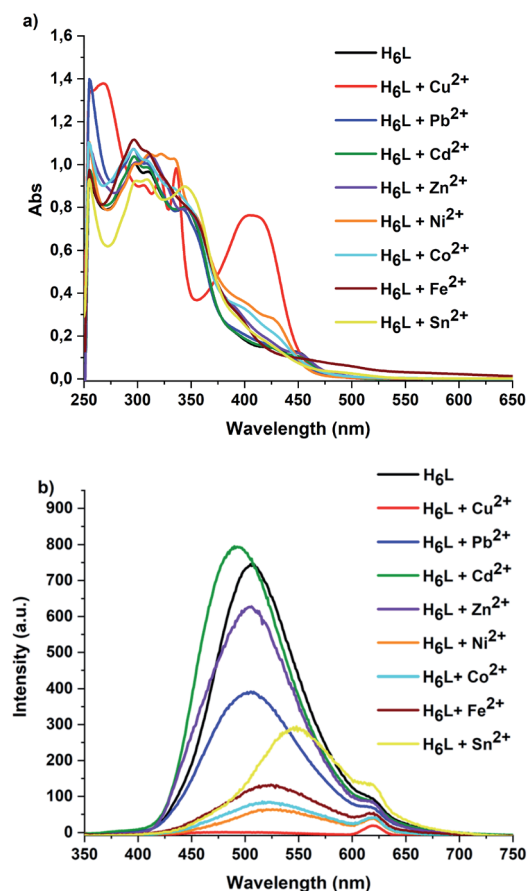 a)
1,6
1,4
1,2
1,0
0,8
0,6
0,4
0,2
0,0
Abs
250 300 350 400 450 500 550 600 650
Wavelength (nm)
H6L
H6L + Cu2+
H6L + Pb2+
H6L + Cd2+
H6L + Zn2+
H6L + Ni2+
H6L + Co2+
H6L + Fe2+
H6L + Sn2+
b)
900
800
700
600
500
400
300
200
100
0
Intensity (a.u.)
350 400 450 500 550 600 650 700 750
Wavelength (nm)
H6L
H6L + Cu2+
H6L + Pb2+
H6L + Cd2+
H6L + Zn2+
H6L + Ni2+
H6L+ Co2+
H6L+ Fe2+
H6L + Sn2+